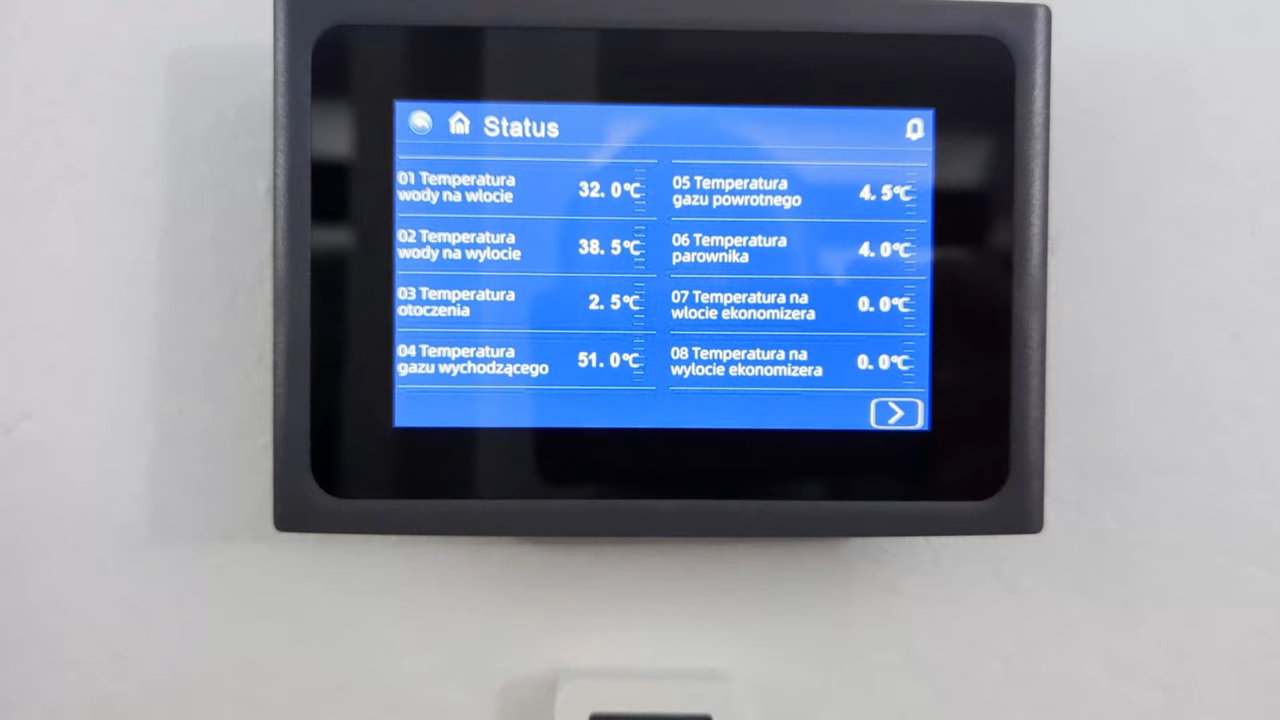 Status
01 Temperatura
wody na wlocie
32.0℃
02 Temperatura
wody na wylocie
38.5℃
03 Temperatura
otoczenia
2.5℃
04 Temperatura
gazu wychodzącego
51.0℃
05 Temperatura
gazu powrotnego
4.5℃
06 Temperatura
parownika
4.0℃
07 Temperatura na
wlocie ekonomizera
0.0℃
08 Temperatura na
wylocie ekonomizera
0.0℃